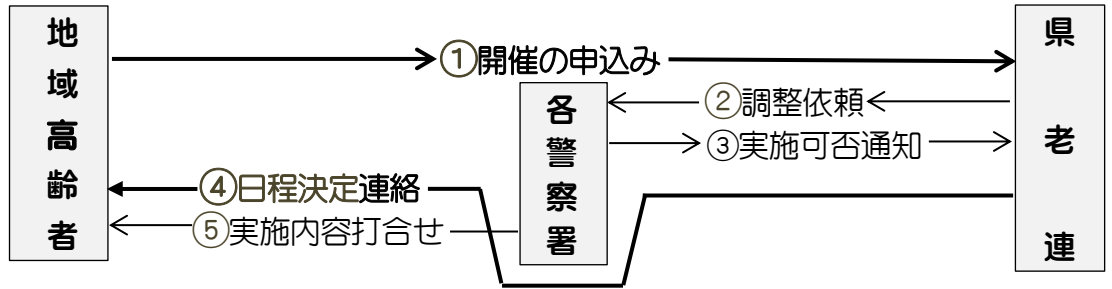 地域高齢者
①開催の申込み
県老連
各警察署
②調整依頼
③実施可否通知
④日程決定連絡
⑤実施内容打合せ